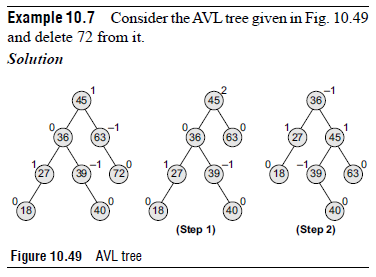 Example 10.7 Consider the AVL tree given in Fig. 10.49
and delete 72 from it.
Solution
1 2 -1
45 45 36
0 -1 0 0 1 1
36 63 36 63 27 45
1 -1 0 1 -1 0 -1 0
27 39 72 27 39 18 39 63
0 0 0 0 0
18 40 18 40 40
(Step 1) (Step 2)
Figure 10.49 AVL tree